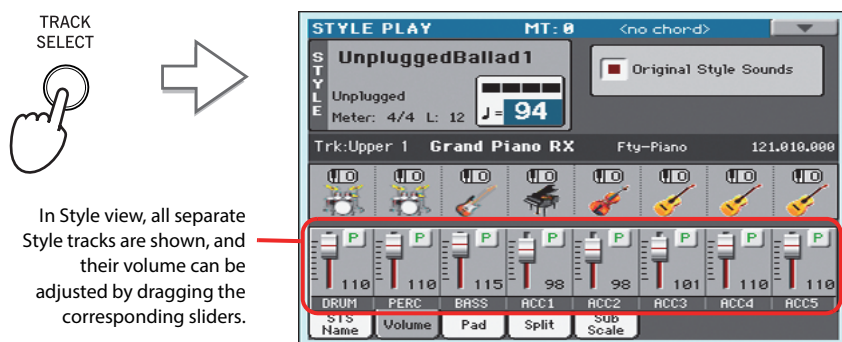 TRACK
SELECT
In Style view, all separate
Style tracks are shown, and
their volume can be
adjusted by dragging the
corresponding sliders.
STYLE PLAY MT: 0 <no chord>
STYLE
UnpluggedBallad1
Unplugged
Meter: 4/4 L: 12 ♩= 94
Original Style Sounds
Trk:Upper 1 Grand Piano RX Fty-Piano 121.010.000
P P P P P P P P
110 110 115 98 98 101 110 110
DRUM PERC BASS ACC1 ACC2 ACC3 ACC4 ACC5
STS Name Volume Pad Split Sub Scale